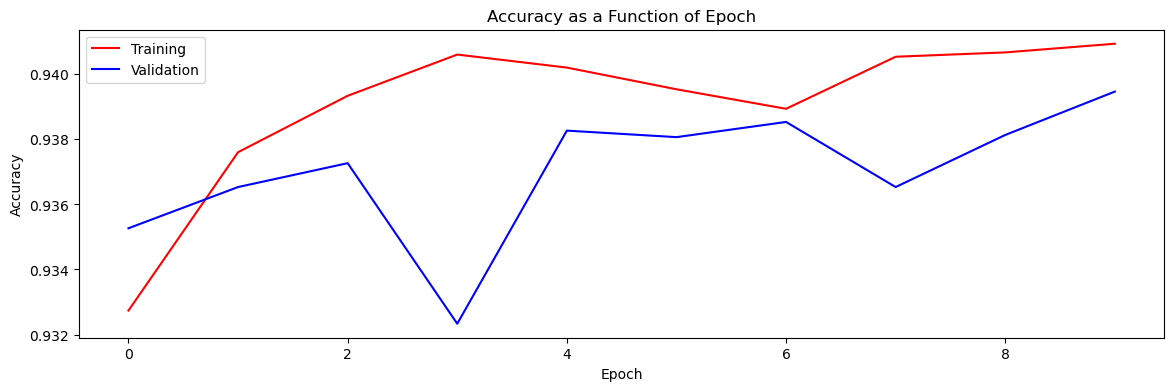 Accuracy as a Function of Epoch
Training
Validation
0.940
0.938
0.936
0.934
0.932
Accuracy
0 2 4 6 8
Epoch